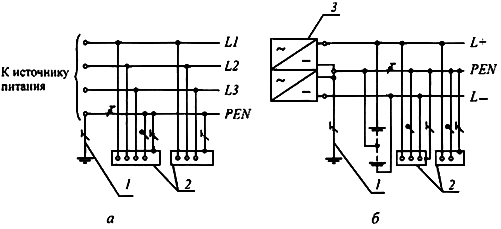 3
L1
L+
~
L2
–
К источнику
питания
PEN
~
L3
–
L–
PEN
1
2
1
2
а
б